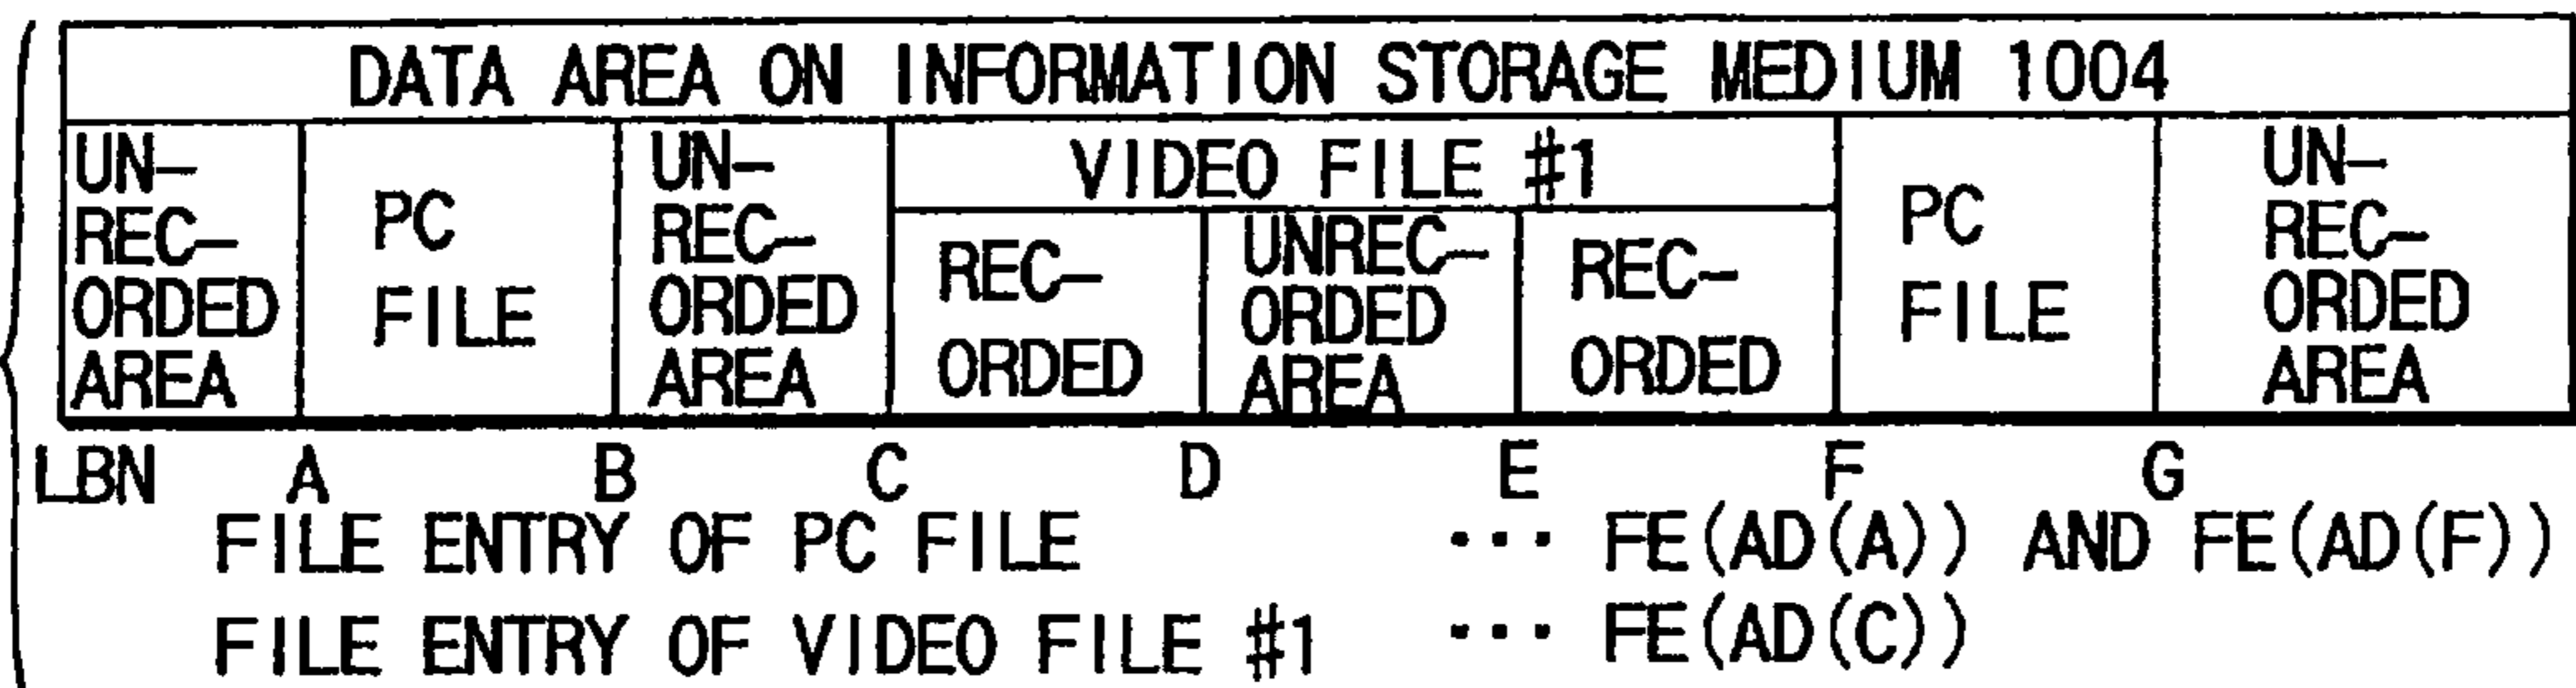 DATA AREA ON INFORMATION STORAGE MEDIUM 1004
UN-
REC-
ORDED
AREA
PC
FILE
UN-
REC-
ORDED
AREA
VIDEO FILE #1
REC-
ORDED
UNREC-
ORDED
AREA
REC-
ORDED
PC
FILE
UN-
REC-
ORDED
AREA
LBN A B C D E F G
FILE ENTRY OF PC FILE ... FE(AD(A)) AND FE(AD(F))
FILE ENTRY OF VIDEO FILE #1 ... FE(AD(C))